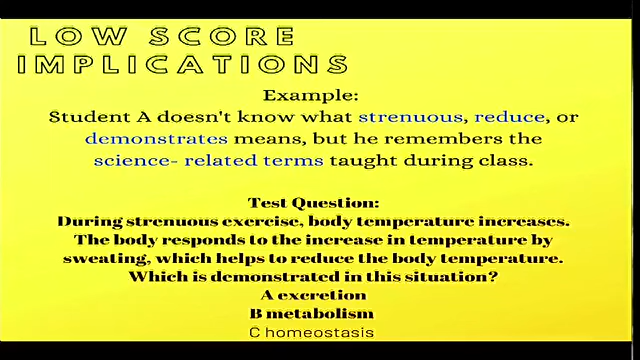 LOW SCORE
IMPLICATIONS
Example:
Student A doesn't know what strenuous, reduce, or
demonstrates means, but he remembers the
science- related terms taught during class.
Test Question:
During strenuous exercise, body temperature increases.
The body responds to the increase in temperature by
sweating, which helps to reduce the body temperature.
Which is demonstrated in this situation?
A excretion
B metabolism
C homeostasis